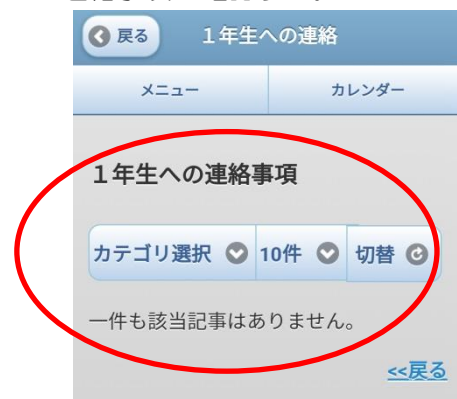 戻る １年生への連絡
メニュー カレンダー
１年生への連絡事項
カテゴリ選択 10件 切替
一件も該当記事はありません。
<<戻る